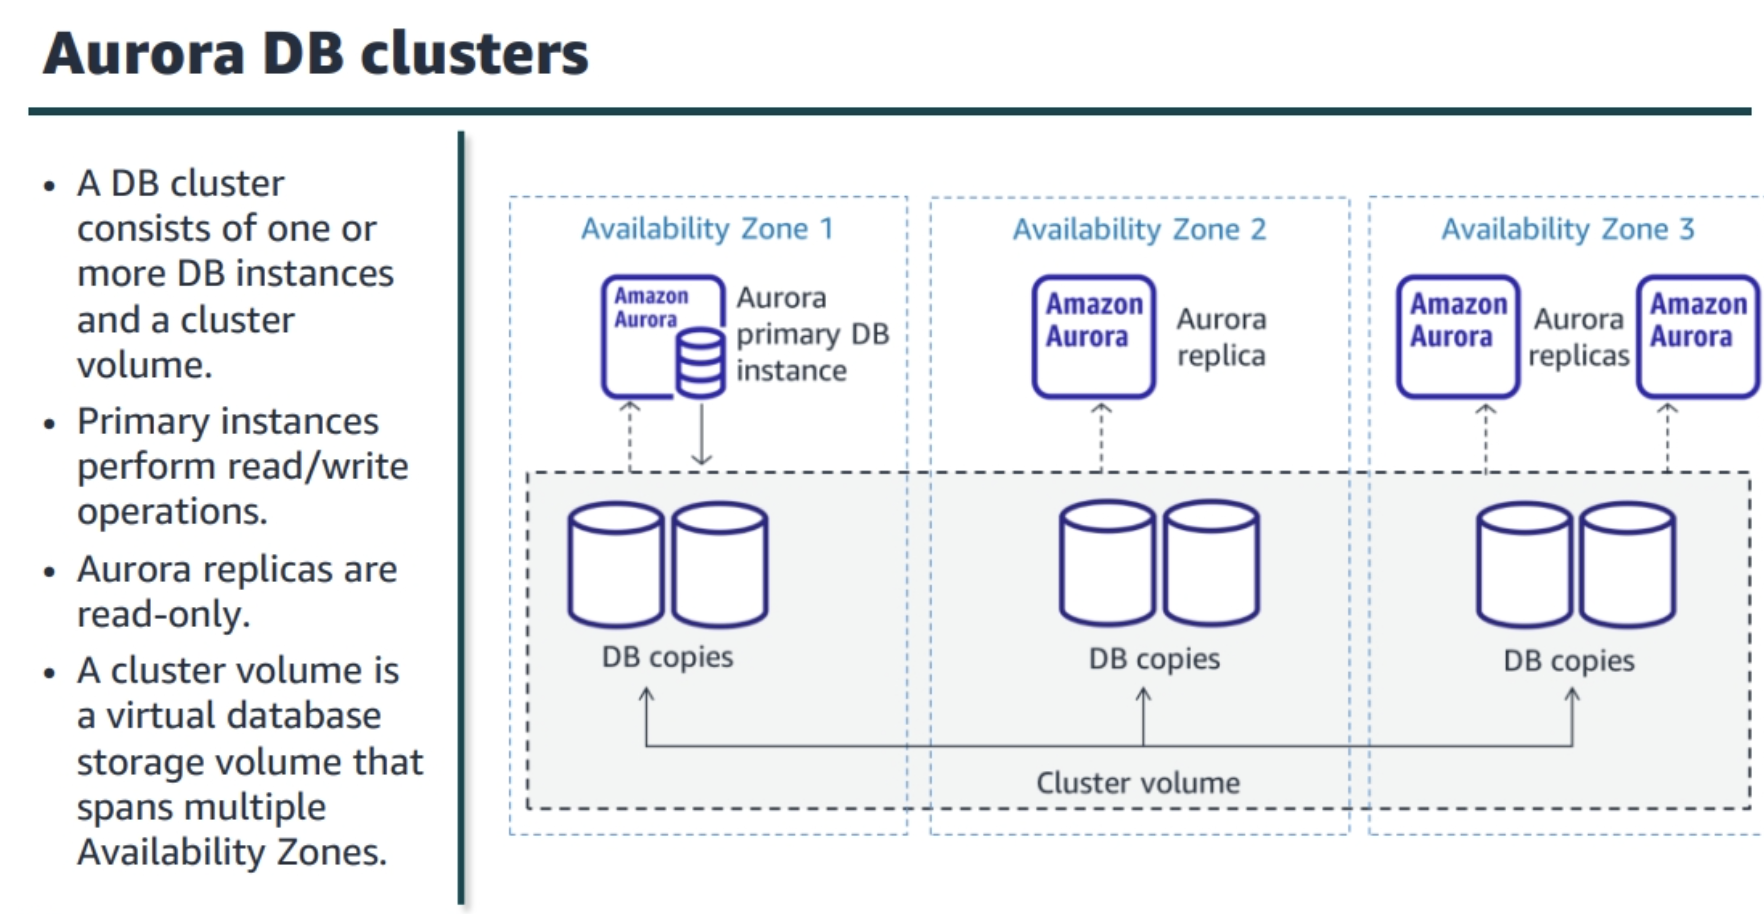 Aurora DB clusters
• A DB cluster
consists of one or
more DB instances
and a cluster
volume.
• Primary instances
perform read/write
operations.
• Aurora replicas are
read-only.
• A cluster volume is
a virtual database
storage volume that
spans multiple
Availability Zones.
Availability Zone 1
Amazon
Aurora
Aurora
primary DB
instance
DB copies
Availability Zone 2
Amazon
Aurora
Aurora
replica
DB copies
Availability Zone 3
Amazon
Aurora
Aurora
replicas
Amazon
Aurora
DB copies
Cluster volume